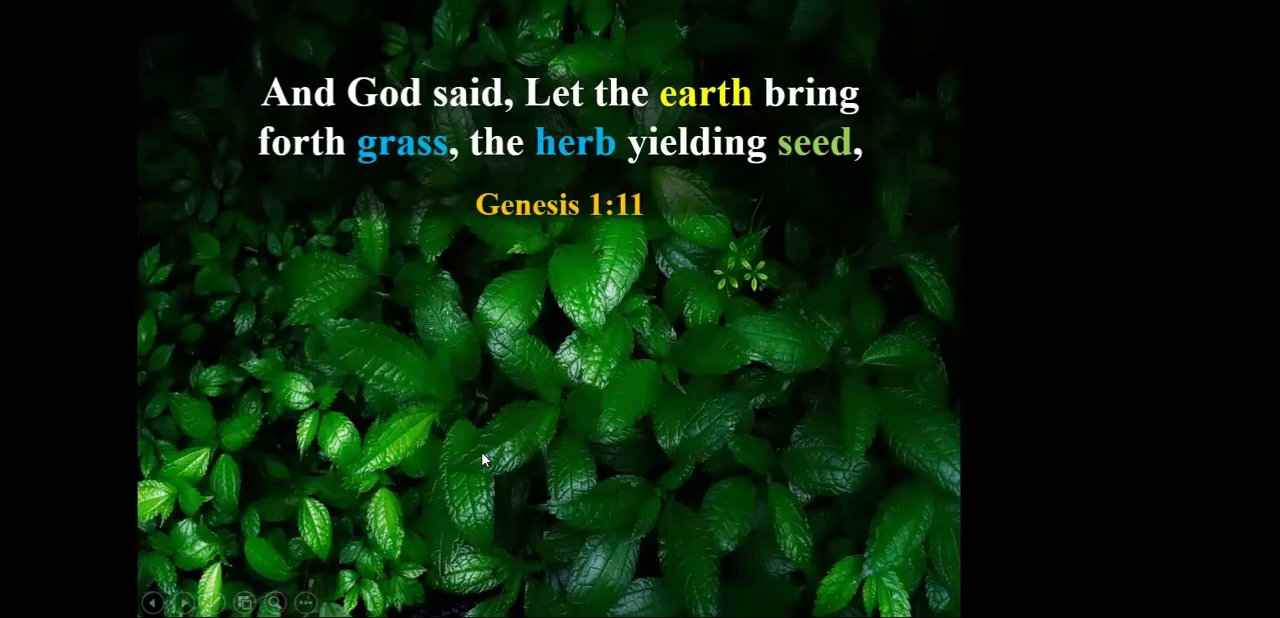 And God said, Let the earth bring
forth grass, the herb yielding seed,
Genesis 1:11